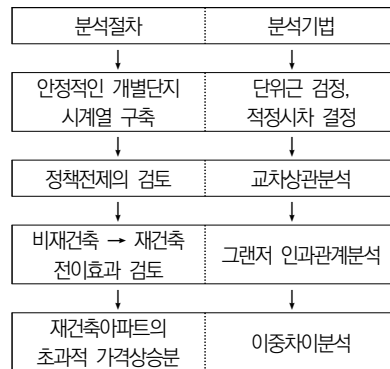 분석절차 분석기법
안정적인 개별단지 단위근 검정,
시계열 구축 적정시차 결정
정책전제의 검토 교차상관분석
비재건축 → 재건축
전이효과 검토 그랜저 인과관계분석
재건축아파트의
초과적 가격상승분 이중차이분석